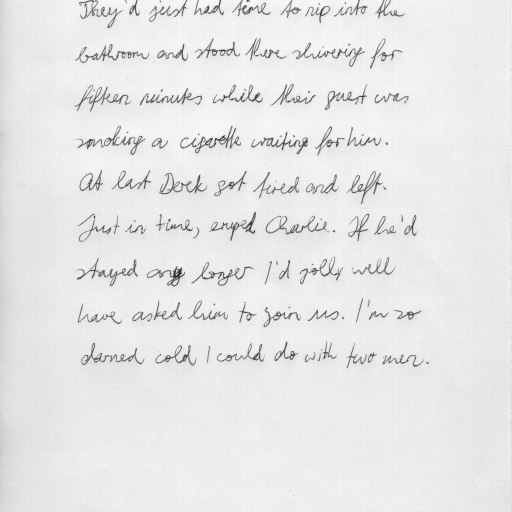 They'd just had time to nip into the
bathroom and stood there shivering for
fifteen minutes while their guest was
smoking a cigarette waiting for him.
At last Derek got tired and left.
Just in time, Charlie. If he'd
stayed any longer I'd jolly well
have asked him to join us. I'm so
darned cold I could do with two men.